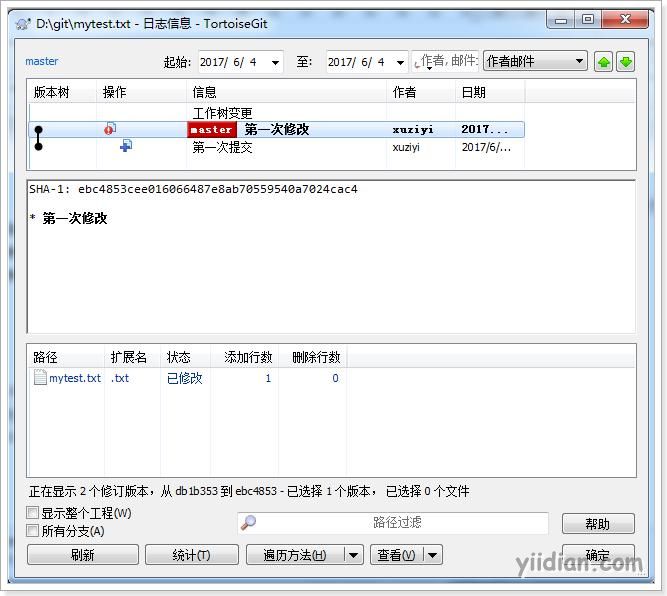 D:\git\mytest.txt - 日志信息 - TortoiseGit
master 起始: 2017/ 6/ 4 至: 2017/ 6/ 4 作者, 邮件: 作者邮件
版本树 操作 信息 作者 日期
工作树变更
master 第一次修改 xuziyi 2017...
第一次提交 xuziyi 2017/6/...
SHA-1: ebc4853cee016066487e8ab70559540a7024cac4
* 第一次修改
路径 扩展名 状态 添加行数 删除行数
mytest.txt .txt 已修改 1 0
正在显示 2 个修订版本，从 db1b353 到 ebc4853 - 已选择 1 个版本， 已选择 0 个文件
显示整个工程(W)
路径过滤 帮助
所有分支(A)
刷新 统计(T) 遍历方法(H) 查看(V) 确定
yiidian.com